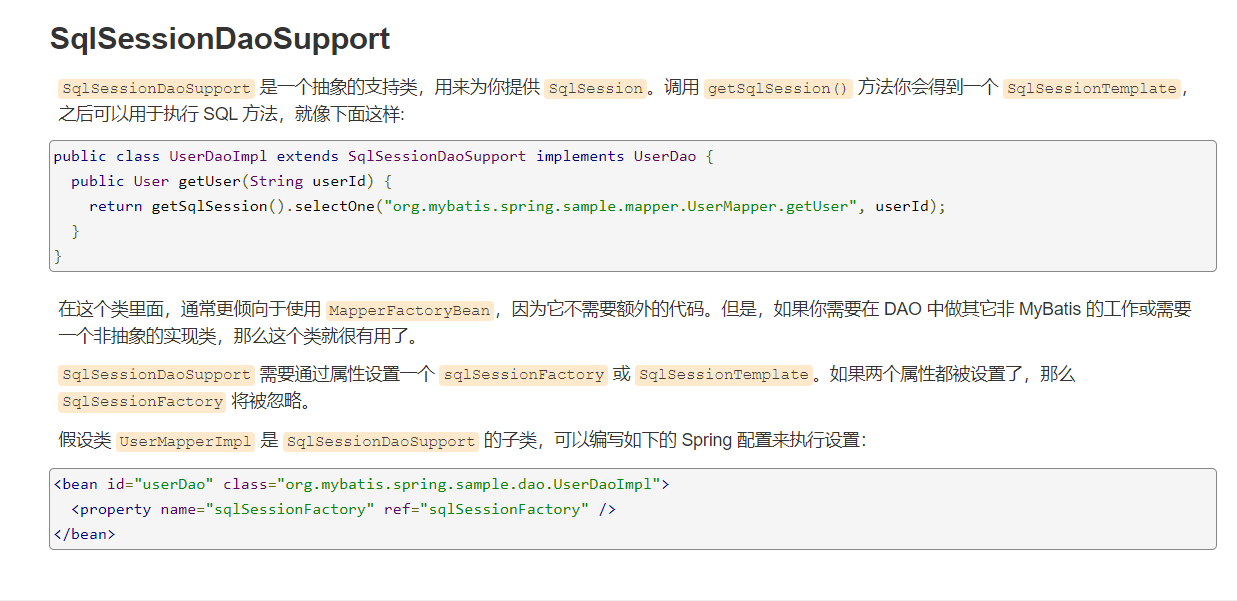 SqlSessionDaoSupport
SqlSessionDaoSupport 是一个抽象的支持类，用来为你提供 SqlSession。调用 getSqlSession() 方法你会得到一个 SqlSessionTemplate，
之后可以用于执行 SQL 方法，就像下面这样:
public class UserDaoImpl extends SqlSessionDaoSupport implements UserDao {
  public User getUser(String userId) {
    return getSqlSession().selectOne("org.mybatis.spring.sample.mapper.UserMapper.getUser", userId);
  }
}
在这个类里面，通常更倾向于使用 MapperFactoryBean，因为它不需要额外的代码。但是，如果你需要在 DAO 中做其它非 MyBatis 的工作或需要
一个非抽象的实现类，那么这个类就很有用了。
SqlSessionDaoSupport 需要通过属性设置一个 sqlSessionFactory 或 SqlSessionTemplate。如果两个属性都被设置了，那么
SqlSessionFactory 将被忽略。
假设类 UserMapperImpl 是 SqlSessionDaoSupport 的子类，可以编写如下的 Spring 配置来执行设置：
<bean id="userDao" class="org.mybatis.spring.sample.dao.UserDaoImpl">
  <property name="sqlSessionFactory" ref="sqlSessionFactory" />
</bean>